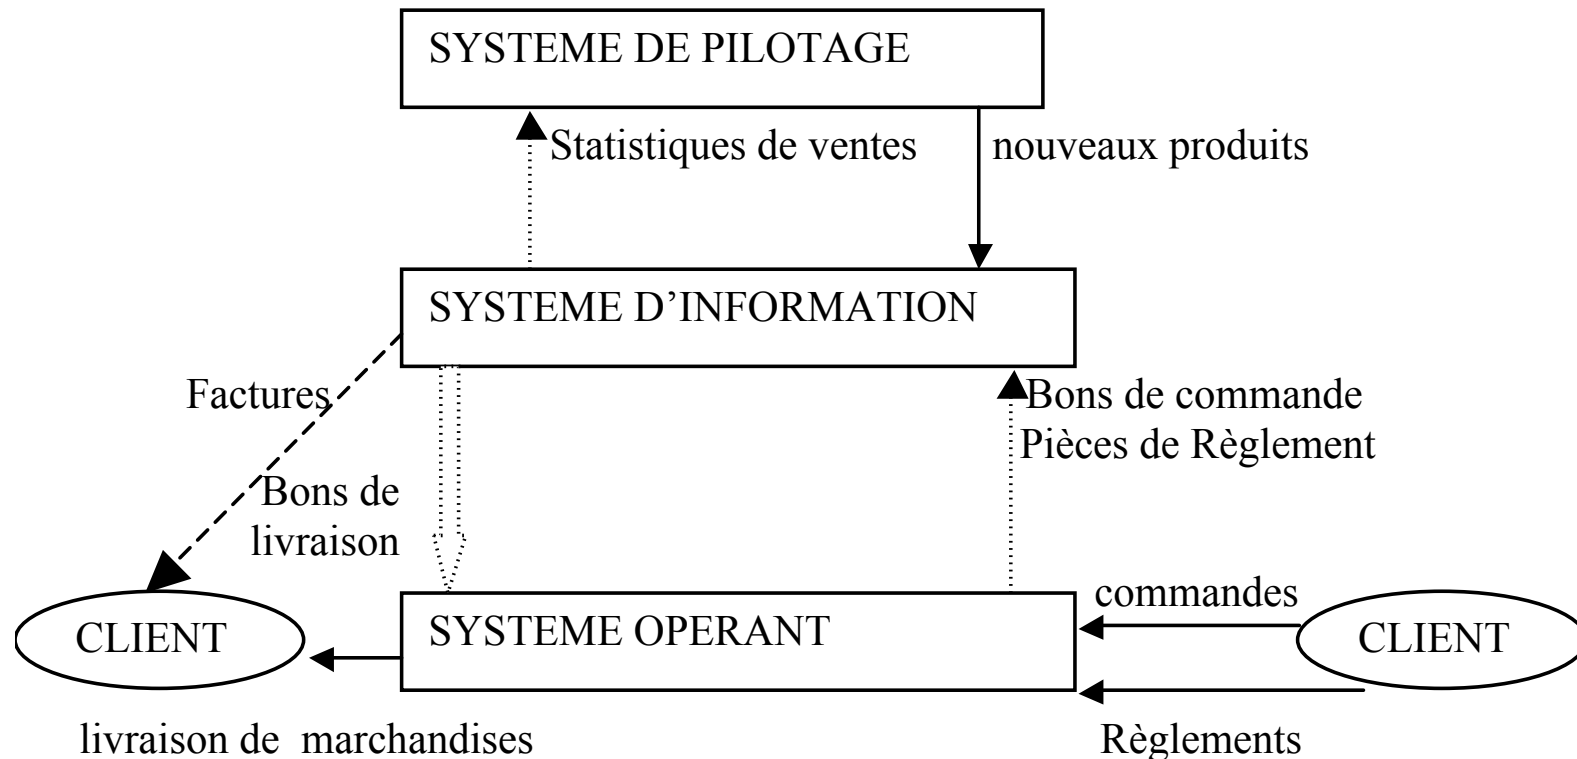 SYSTEME DE PILOTAGE
Statistiques de ventes
nouveaux produits
SYSTEME D’INFORMATION
Factures
Bons de commande
Pièces de Règlement
Bons de
livraison
commandes
CLIENT
SYSTEME OPERANT
CLIENT
livraison de marchandises
Règlements